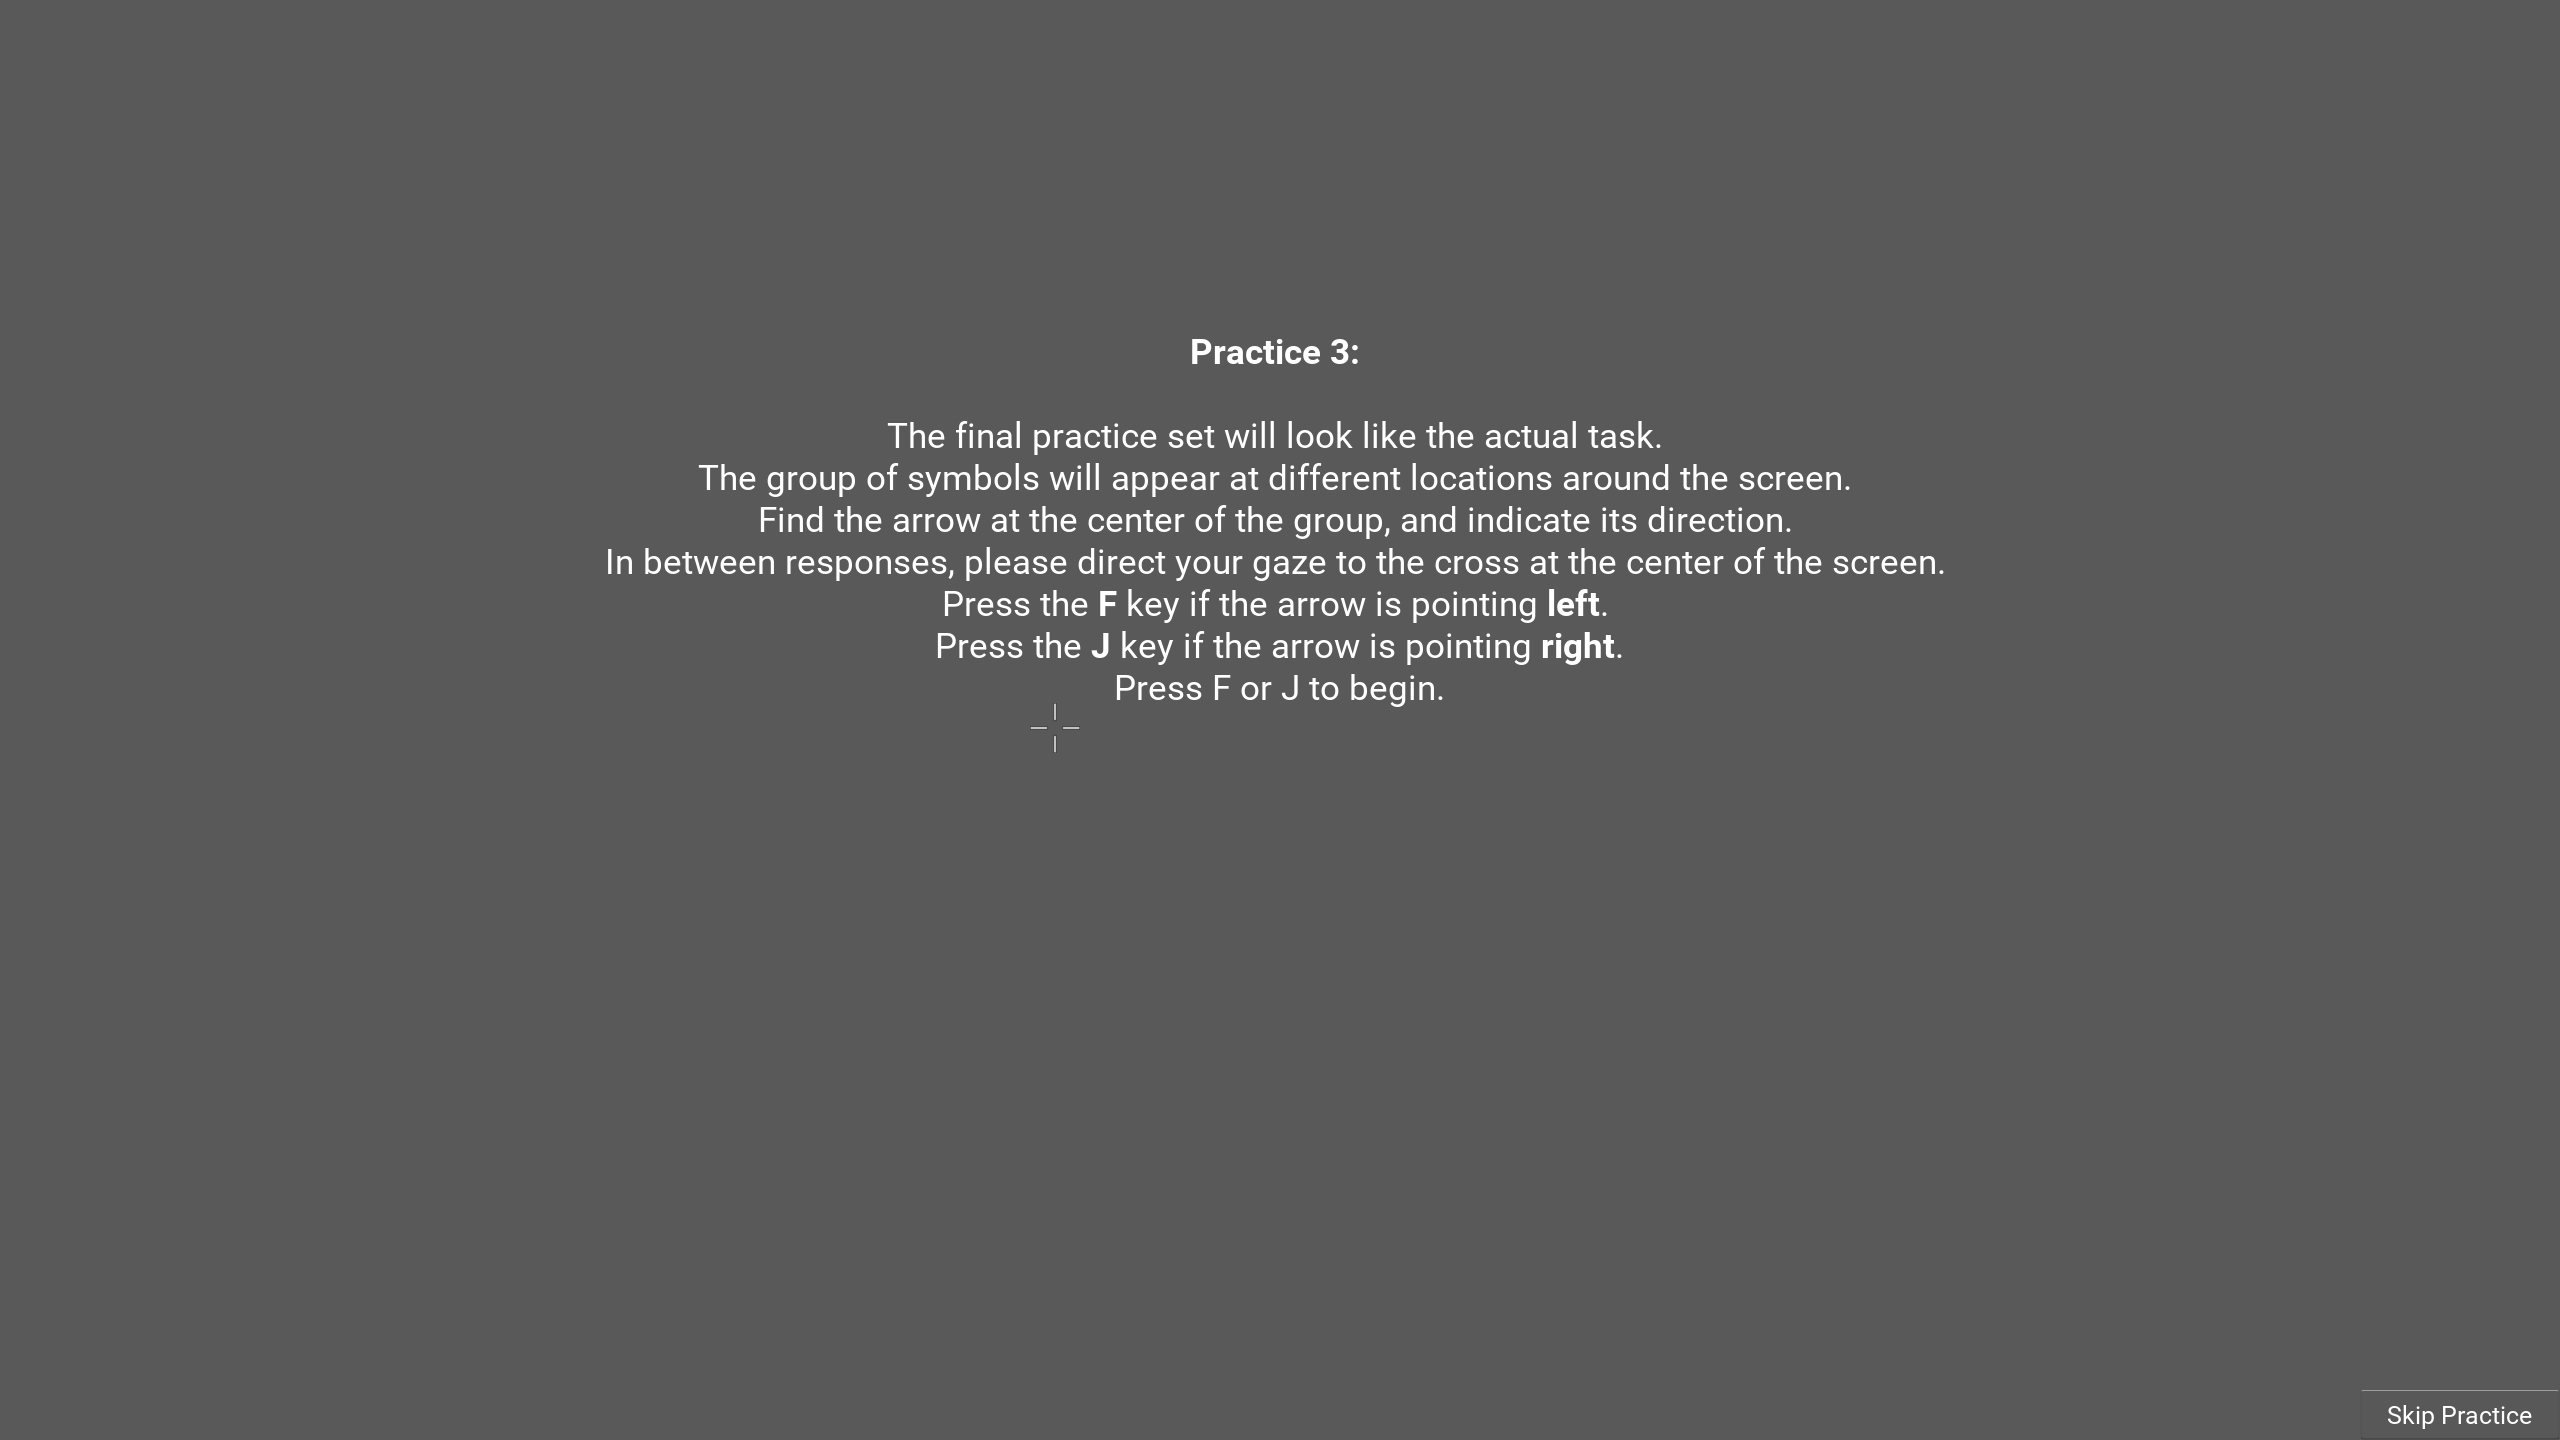 Practice 3:
The final practice set will look like the actual task.
The group of symbols will appear at different locations around the screen.
Find the arrow at the center of the group, and indicate its direction.
In between responses, please direct your gaze to the cross at the center of the screen.
Press the F key if the arrow is pointing left.
Press the J key if the arrow is pointing right.
Press F or J to begin.
Skip Practice